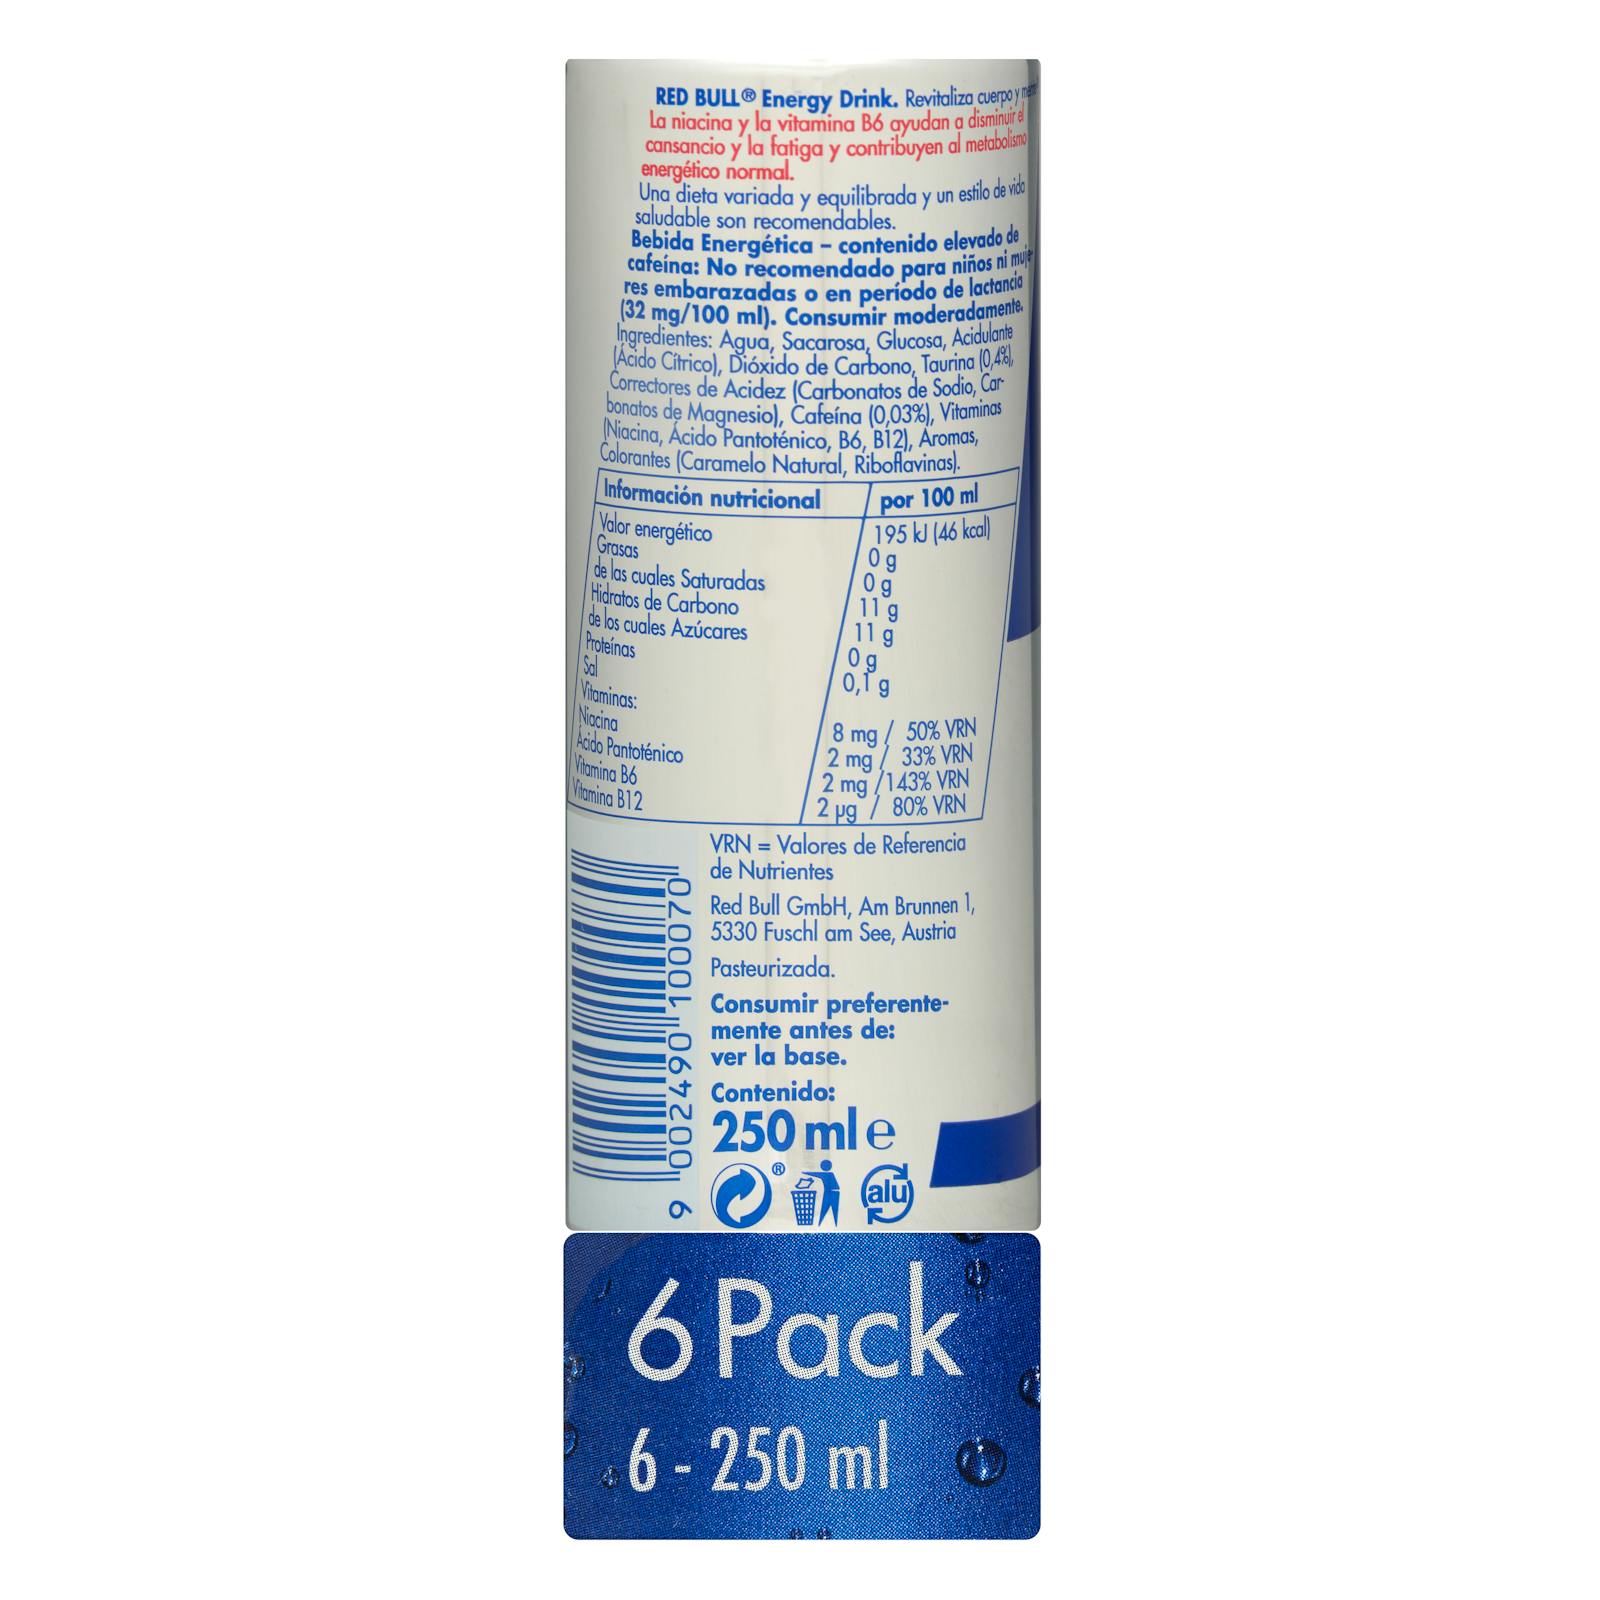 RED BULL® Energy Drink. Revitaliza cuerpo y
La niacina y la vitamina B6 ayudan a disminuir el
cansancio y la fatiga y contribuyen al metabolismo
energético normal.
Una dieta variada y equilibrada y un estilo de vida
saludable son recomendables.
Bebida Energética – contenido elevado de
cafeína: No recomendado para niños ni muje-
res embarazadas o en período de lactancia
(32 mg/100 ml). Consumir moderadamente.
Ingredientes: Agua, Sacarosa, Glucosa, Acidulante
(Ácido Cítrico), Dióxido de Carbono, Taurina (0,4%),
Correctores de Acidez (Carbonatos de Sodio, Car-
bonatos de Magnesio), Cafeína (0,03%), Vitaminas
(Niacina, Ácido Pantoténico, B6, B12), Aromas,
Colorantes (Caramelo Natural, Riboflavinas).
Información nutricional por 100 ml
Valor energético 195 kJ (46 kcal)
Grasas 0 g
de las cuales Saturadas 0 g
Hidratos de Carbono 11 g
de los cuales Azúcares 11 g
Proteínas 0 g
Sal 0,1 g
Vitaminas:
Niacina 8 mg / 50% VRN
Ácido Pantoténico 2 mg / 33% VRN
Vitamina B6 2 mg /143% VRN
Vitamina B12 2 µg / 80% VRN
VRN = Valores de Referencia
de Nutrientes
Red Bull GmbH, Am Brunnen 1,
5330 Fuschl am See, Austria
Pasteurizada.
Consumir preferente-
mente antes de:
ver la base.
Contenido:
250 ml e
®
alu
9 002490 100070
6 Pack
6 - 250 ml